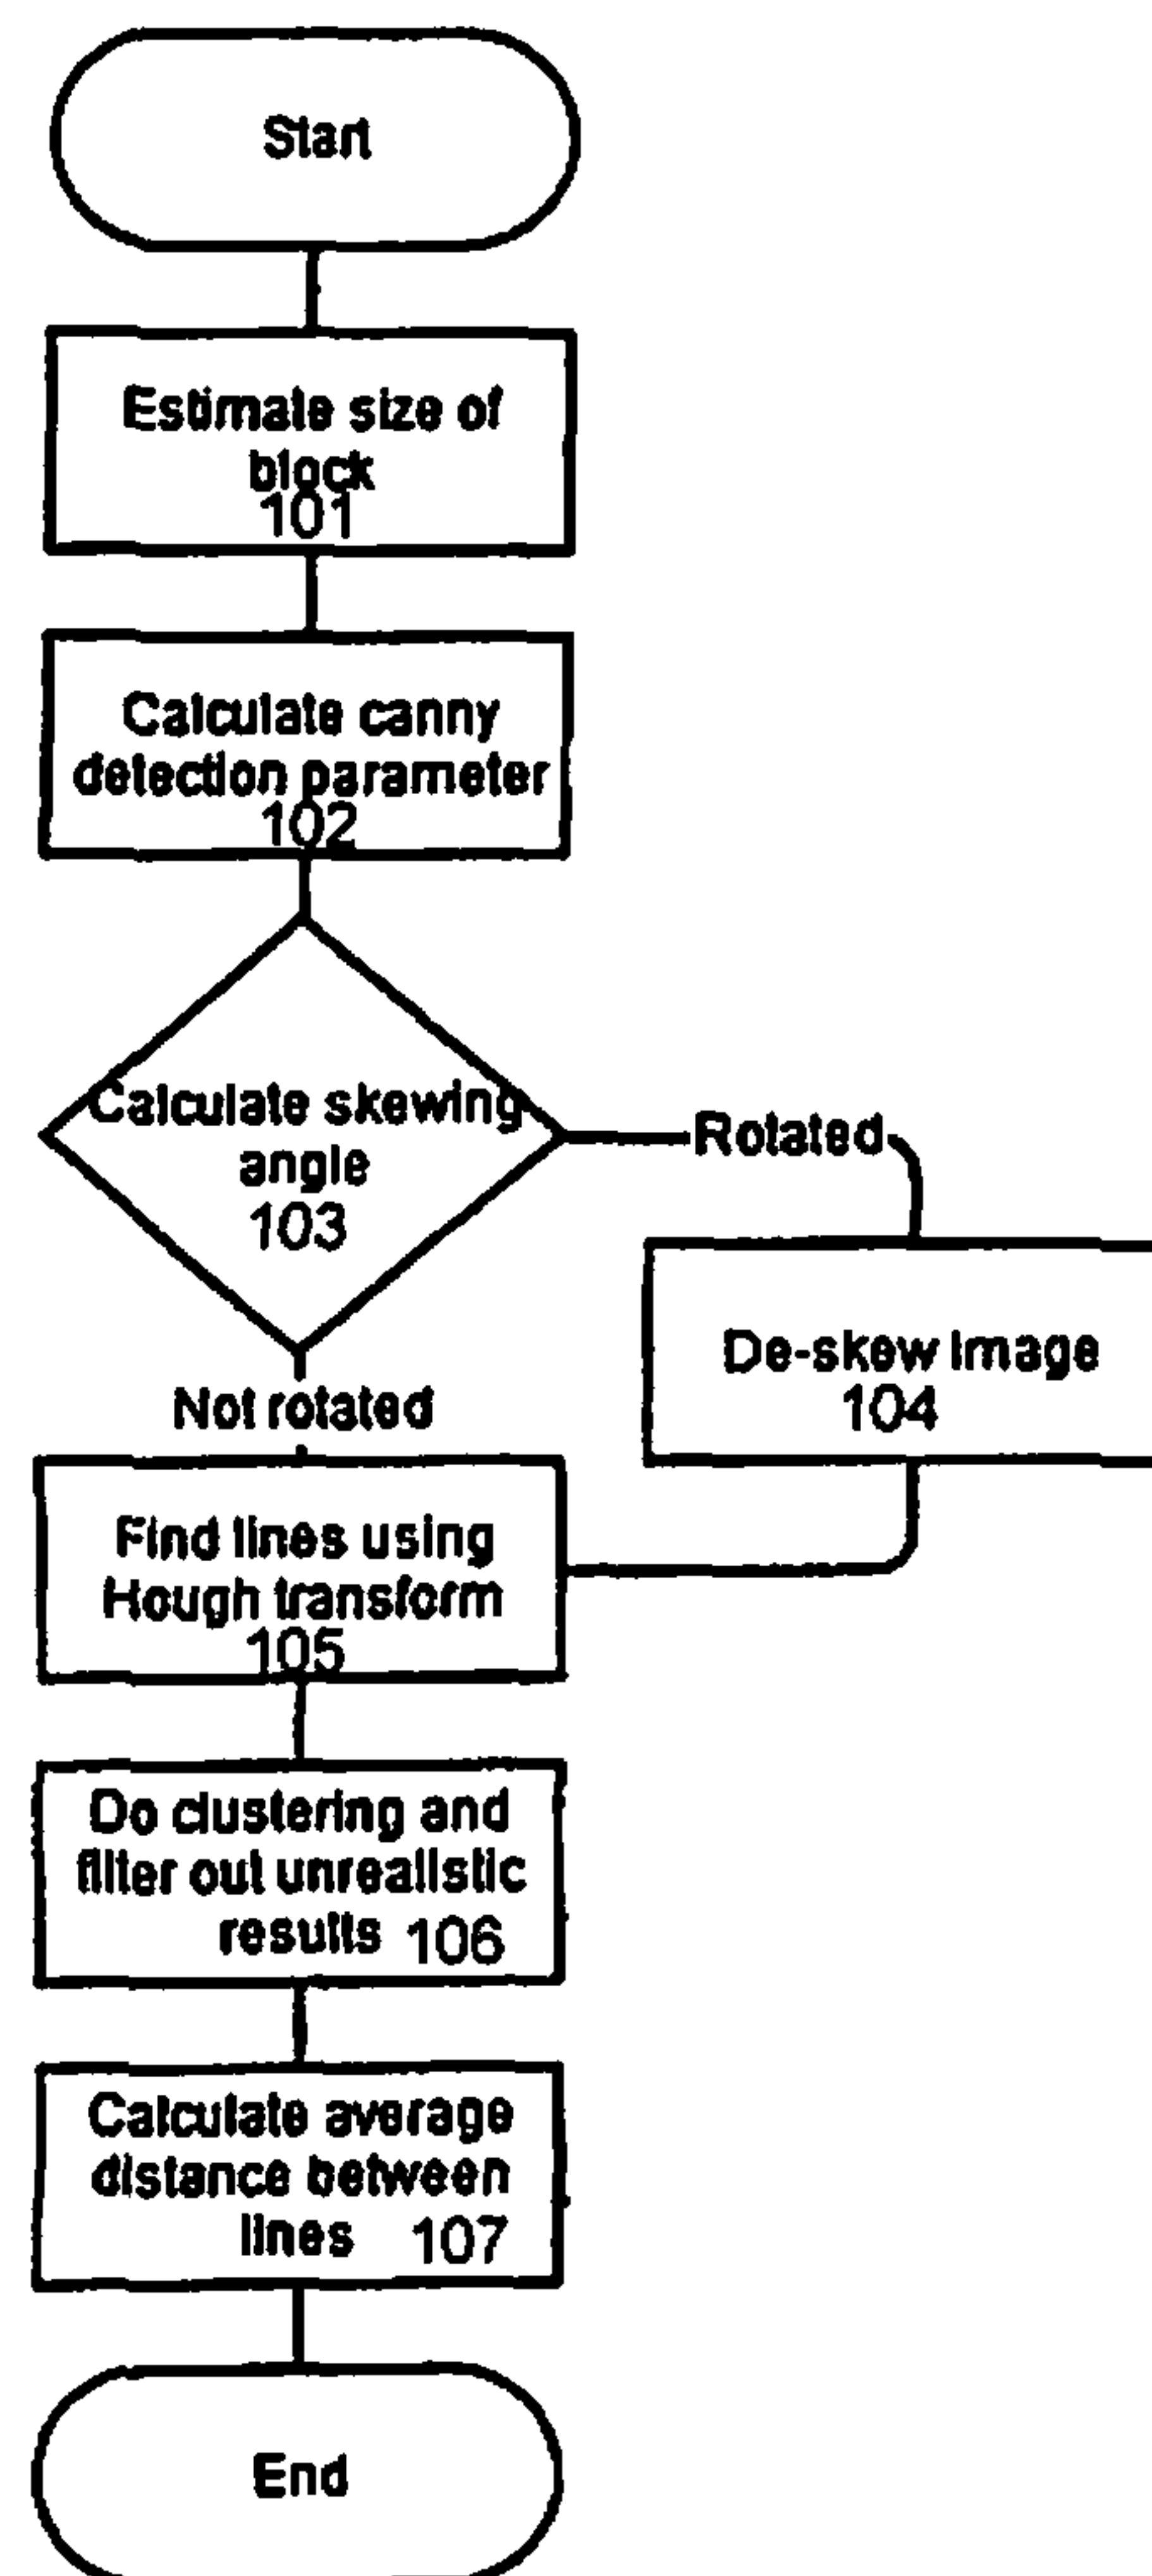 Start
Estimate size of
block
101
Calculate canny
detection parameter
102
Calculate skewing
angle
103
Rotated
De-skew image
104
Not rotated
Find lines using
Hough transform
105
Do clustering and
filter out unrealistic
results 106
Calculate average
distance between
lines 107
End